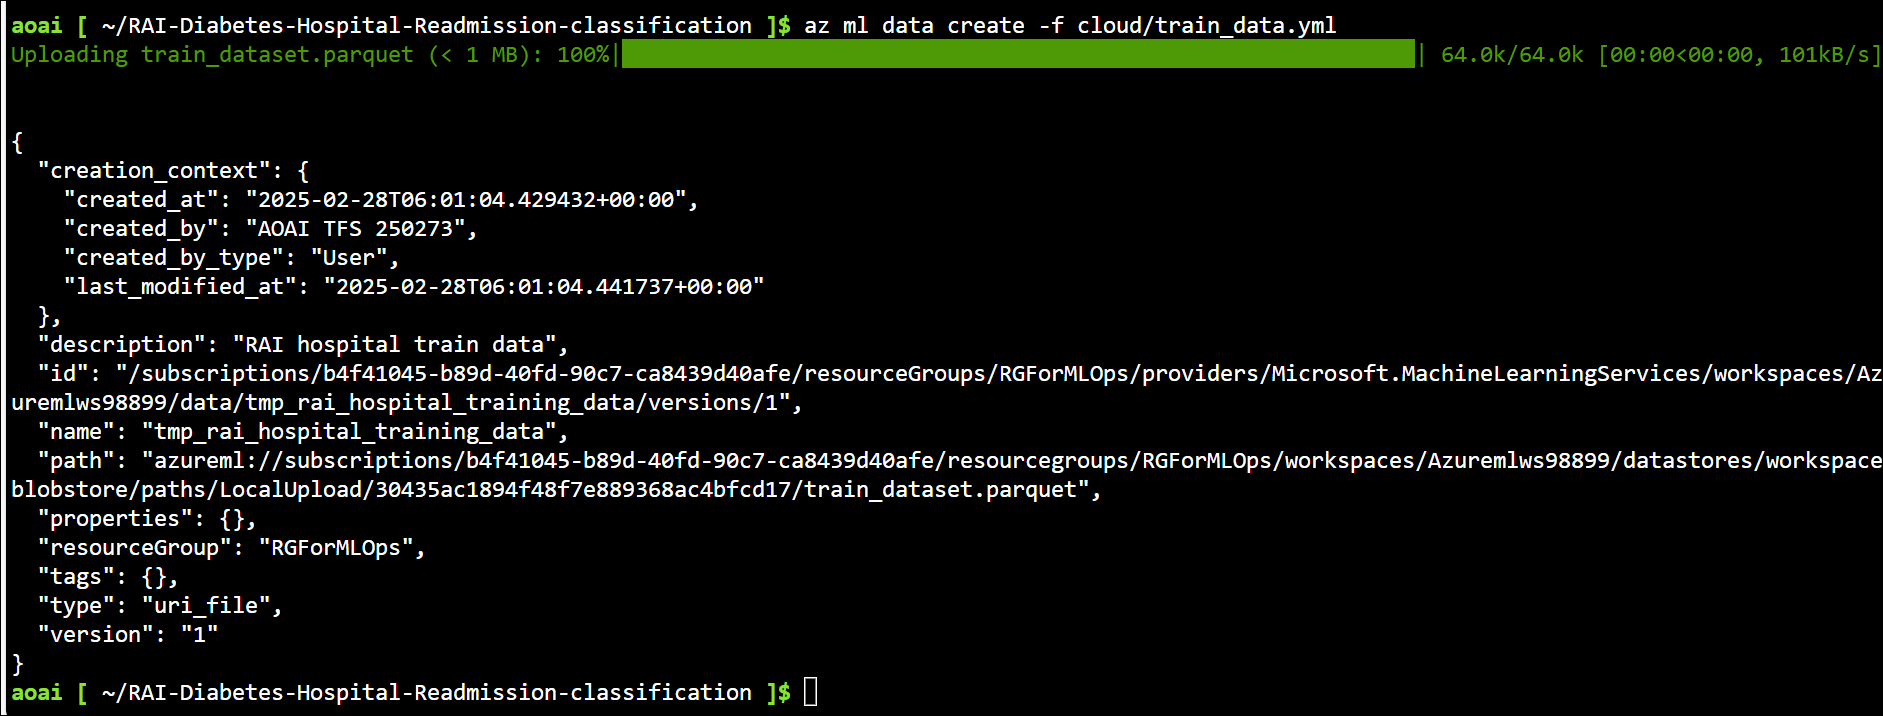 aoai [ ~/RAI-Diabetes-Hospital-Readmission-classification ]$ az ml data create -f cloud/train_data.yml
Uploading train_dataset.parquet (< 1 MB): 100%| | 64.0k/64.0k [00:00<00:00, 101kB/s]
{
  "creation_context": {
    "created_at": "2025-02-28T06:01:04.429432+00:00",
    "created_by": "AOAI TFS 250273",
    "created_by_type": "User",
    "last_modified_at": "2025-02-28T06:01:04.441737+00:00"
  },
  "description": "RAI hospital train data",
  "id": "/subscriptions/b4f41045-b89d-40fd-90c7-ca8439d40afe/resourceGroups/RGForMLOps/providers/Microsoft.MachineLearningServices/workspaces/Az
uremlws98899/data/tmp_rai_hospital_training_data/versions/1",
  "name": "tmp_rai_hospital_training_data",
  "path": "azureml://subscriptions/b4f41045-b89d-40fd-90c7-ca8439d40afe/resourcegroups/RGForMLOps/workspaces/Azuremlws98899/datastores/workspace
blobstore/paths/LocalUpload/30435ac1894f48f7e889368ac4bfcd17/train_dataset.parquet",
  "properties": {},
  "resourceGroup": "RGForMLOps",
  "tags": {},
  "type": "uri_file",
  "version": "1"
}
aoai [ ~/RAI-Diabetes-Hospital-Readmission-classification ]$